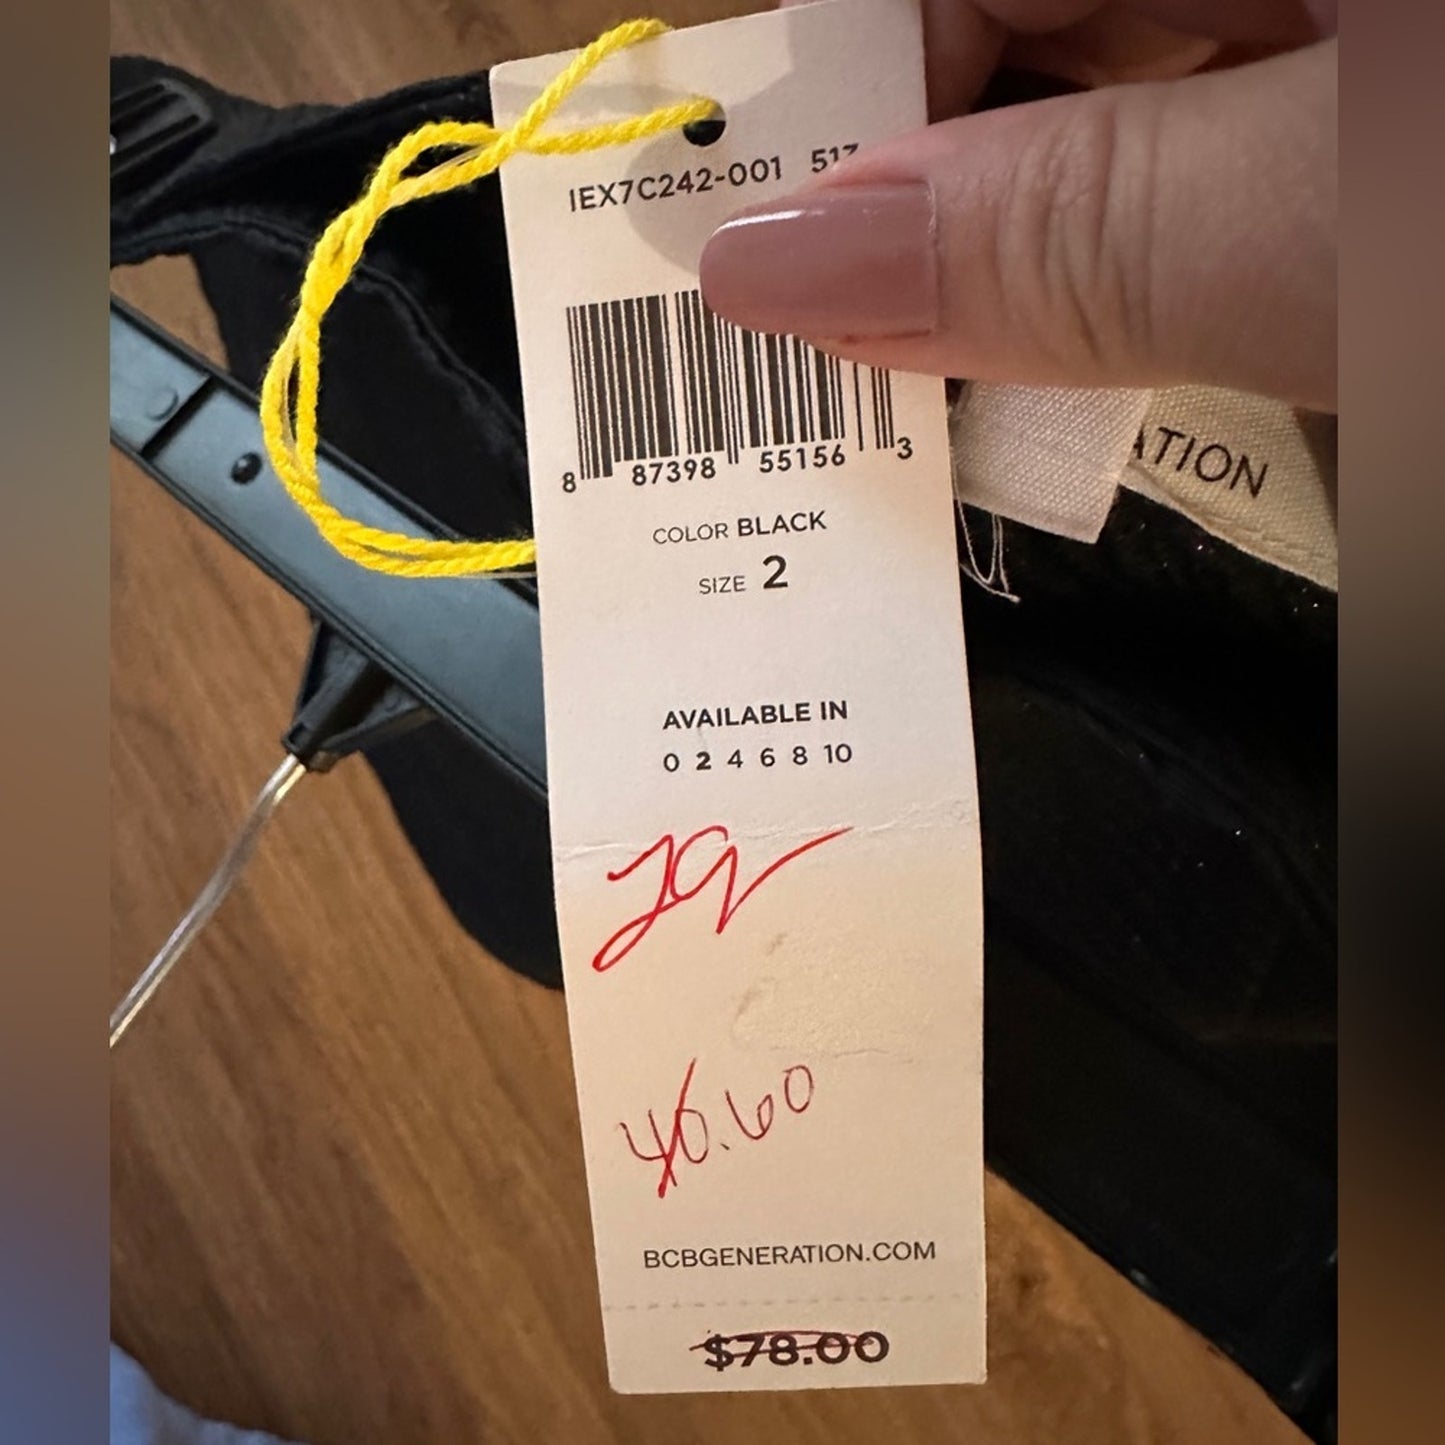 IEX7C242-001 517
8 87398 55156 3
ATION
COLOR BLACK
SIZE 2
AVAILABLE IN
0 2 4 6 8 10
40.60
BCBGENERATION.COM
$78.00